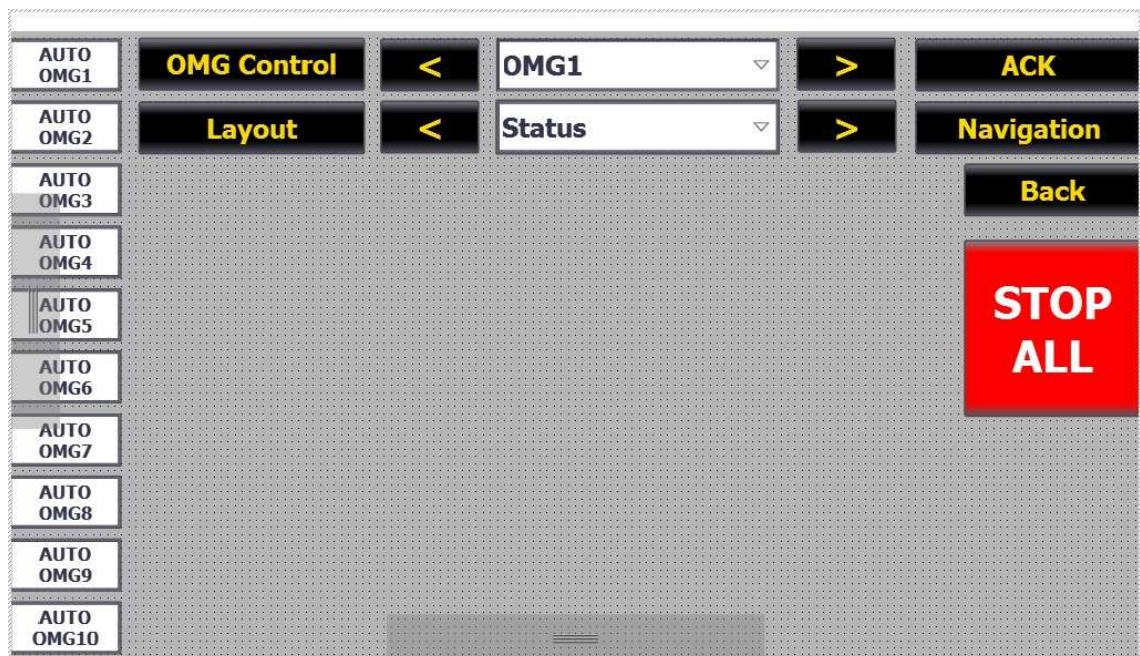 AUTO
OMG1
OMG Control
<
OMG1
>
ACK
AUTO
OMG2
Layout
<
Status
>
Navigation
AUTO
OMG3
Back
AUTO
OMG4
AUTO
OMG5
STOP
ALL
AUTO
OMG6
AUTO
OMG7
AUTO
OMG8
AUTO
OMG9
AUTO
OMG10